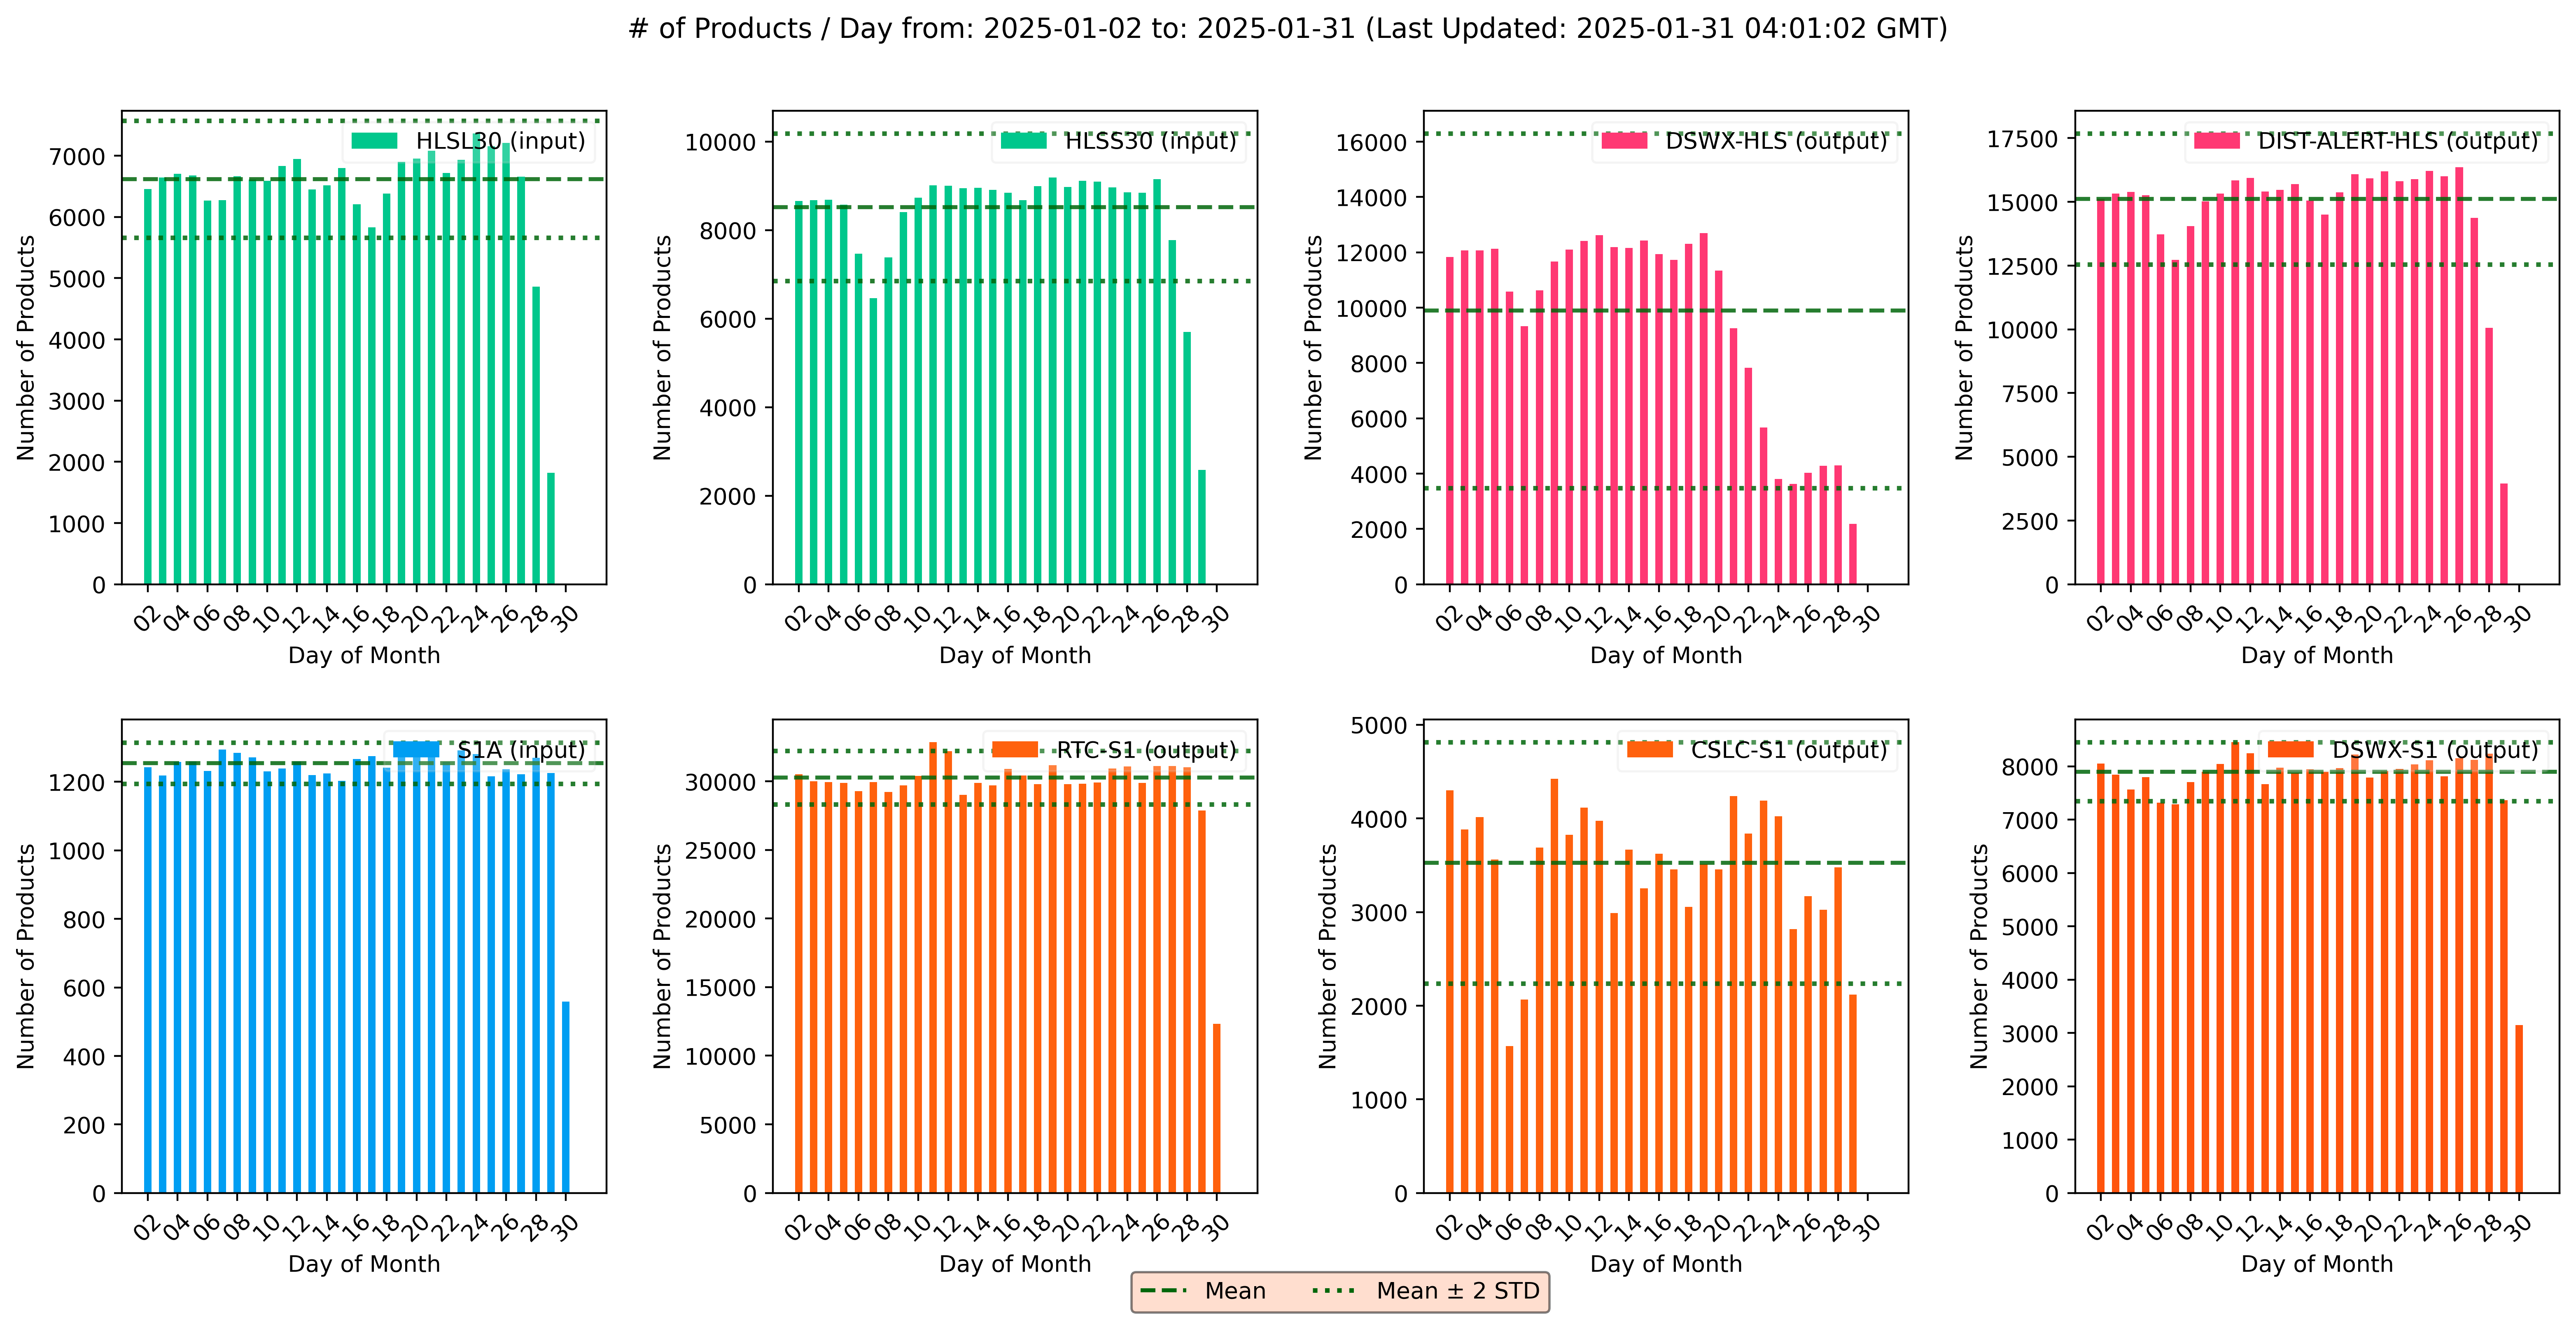 # of Products / Day from: 2025-01-02 to: 2025-01-31 (Last Updated: 2025-01-31 04:01:02 GMT)
HLSL30 (input)
Number of Products
7000
6000
5000
4000
3000
2000
1000
0
02 04 06 08 10 12 14 16 18 20 22 24 26 28 30
Day of Month
HLSS30 (input)
Number of Products
10000
8000
6000
4000
2000
0
02 04 06 08 10 12 14 16 18 20 22 24 26 28 30
Day of Month
DSWX-HLS (output)
Number of Products
16000
14000
12000
10000
8000
6000
4000
2000
0
02 04 06 08 10 12 14 16 18 20 22 24 26 28 30
Day of Month
DIST-ALERT-HLS (output)
Number of Products
17500
15000
12500
10000
7500
5000
2500
0
02 04 06 08 10 12 14 16 18 20 22 24 26 28 30
Day of Month
S1A (input)
Number of Products
1200
1000
800
600
400
200
0
02 04 06 08 10 12 14 16 18 20 22 24 26 28 30
Day of Month
RTC-S1 (output)
Number of Products
30000
25000
20000
15000
10000
5000
0
02 04 06 08 10 12 14 16 18 20 22 24 26 28 30
Day of Month
CSLC-S1 (output)
Number of Products
5000
4000
3000
2000
1000
0
02 04 06 08 10 12 14 16 18 20 22 24 26 28 30
Day of Month
DSWX-S1 (output)
Number of Products
8000
7000
6000
5000
4000
3000
2000
1000
0
02 04 06 08 10 12 14 16 18 20 22 24 26 28 30
Day of Month
Mean
Mean ± 2 STD